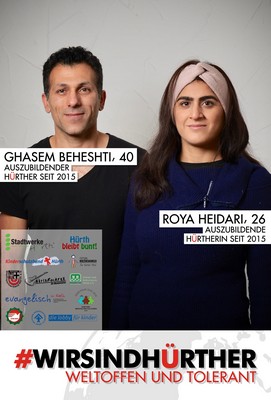 GHASEM BEHESHTI, 40
AUSZUBILDENDER
HÜRTHER SEIT 2015
ROYA HEIDARI, 26
AUSZUBILDENDE
HÜRTHERIN SEIT 2015
Stadtwerke
Hürth
bleibt bunt!
Hürth
evangelisch
#WIRSINDHÜRTHER
WELTOFFEN UND TOLERANT